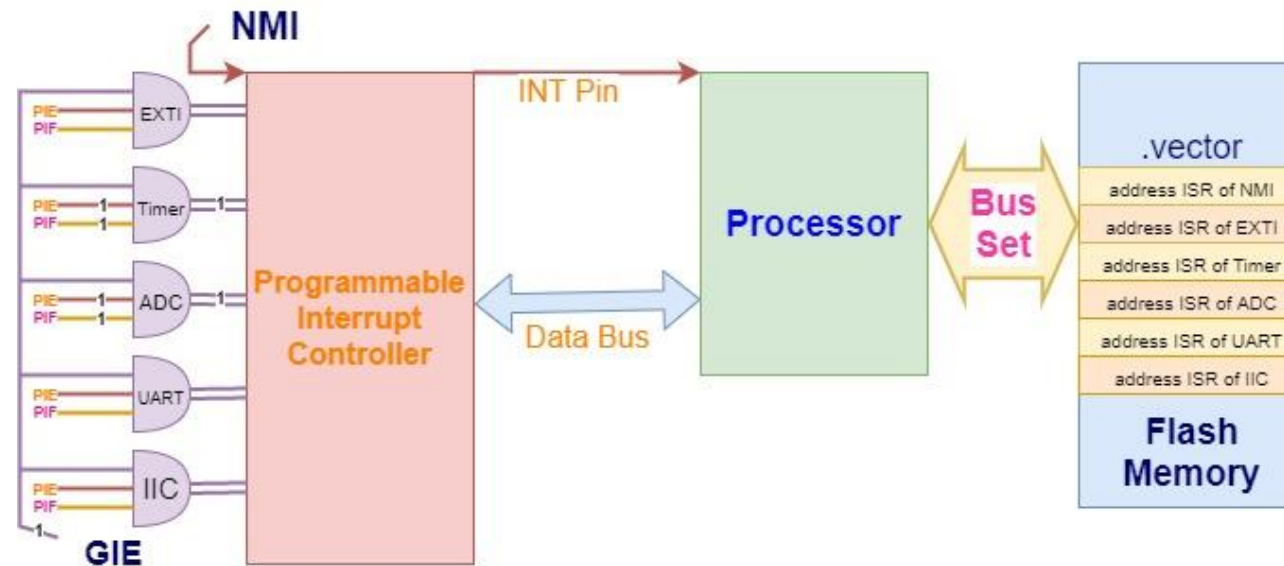 NMI
INT Pin
PIE
PIF
EXTI
PIE 1
PIF 1
Timer 1
PIE 1
PIF 1
ADC 1
PIE
PIF
UART
PIE
PIF
IIC
1
GIE
Programmable
Interrupt
Controller
Data Bus
Processor
Bus
Set
.vector
address ISR of NMI
address ISR of EXTI
address ISR of Timer
address ISR of ADC
address ISR of UART
address ISR of IIC
Flash
Memory